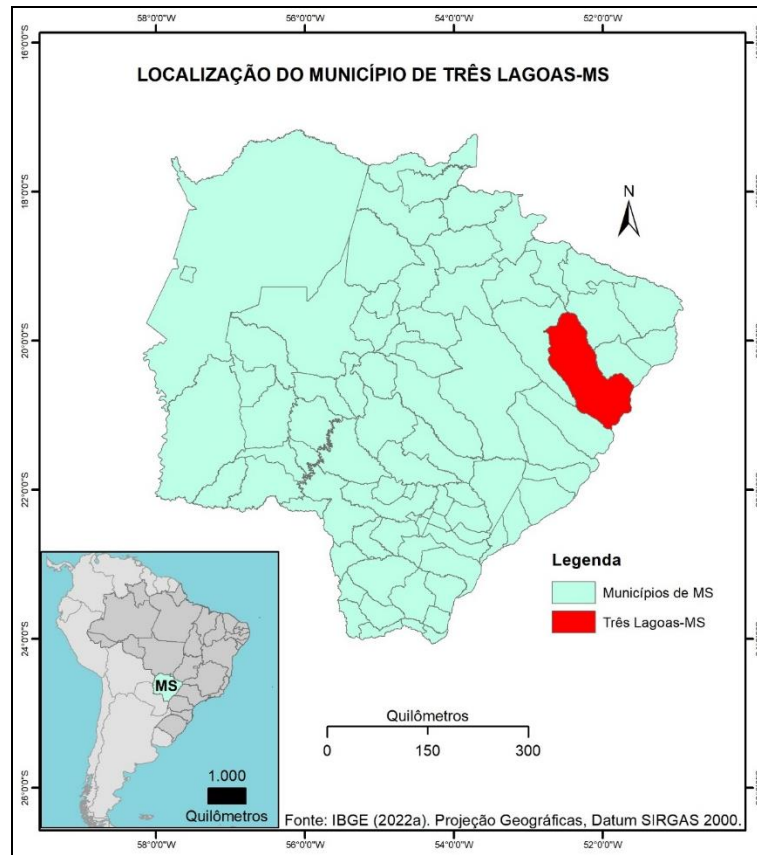 58°0'0"W 56°0'0"W 54°0'0"W 52°0'0"W
16°0'0"S
LOCALIZAÇÃO DO MUNICÍPIO DE TRÊS LAGOAS-MS
18°0'0"S
N
20°0'0"S
22°0'0"S
Legenda
Municípios de MS
Três Lagoas-MS
24°0'0"S
MS
Quilômetros
0 150 300
1.000
Quilômetros
26°0'0"S
Fonte: IBGE (2022a). Projeção Geográficas, Datum SIRGAS 2000.
58°0'0"W 56°0'0"W 54°0'0"W 52°0'0"W